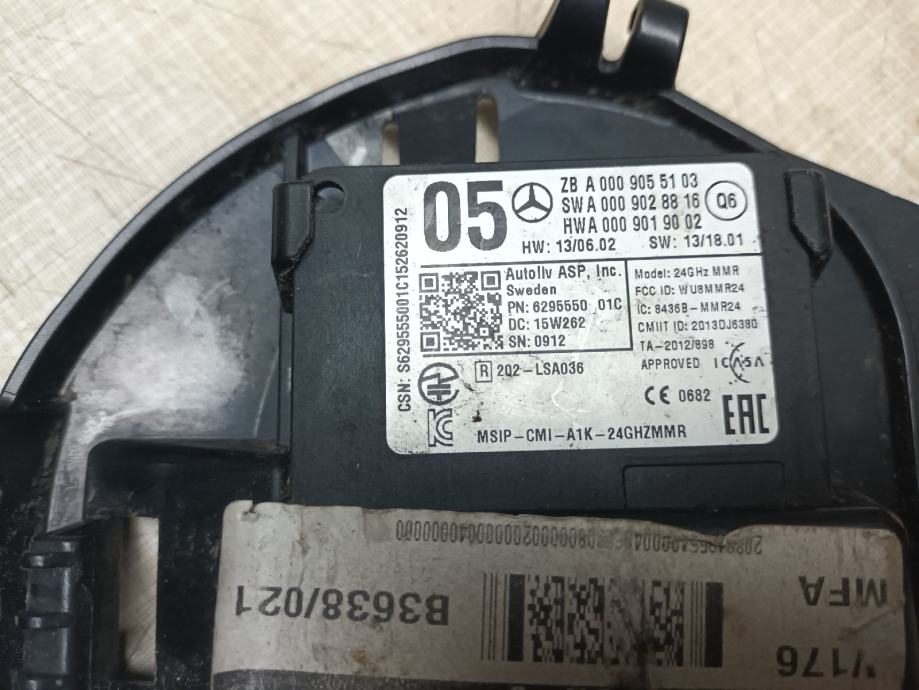 05
ZB A 000 905 51 03
SW A 000 902 88 16
HW A 000 901 90 02
Q6
HW: 13/06.02 SW: 13/18.01
CSN: S629555001C152620912
Autoliv ASP, Inc.
Sweden
PN: 6295550 01C
DC: 15W262
SN: 0912
Model: 24GHz MMR
FCC ID: WU8MMR24
IC: 8436B-MMR24
CMIIT ID: 2013DJ6380
TA-2012/898
APPROVED ICASA
R 202-LSA036
CE 0682
EAC
MSIP-CMI-A1K-24GHZMMR
B3638/021
MFA
V176